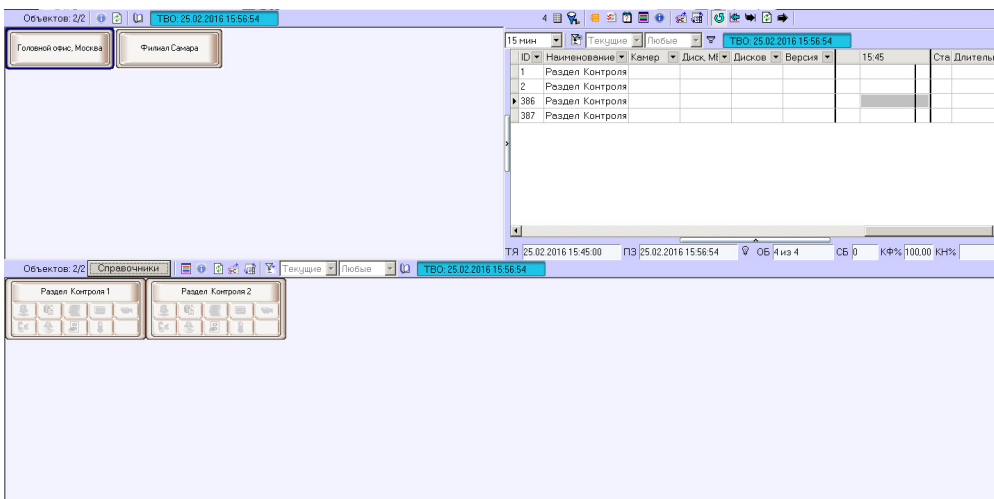 Объектов: 2/2 ТВО: 25.02.2016 15:56:54
Головной офис, Москва
Филиал Самара
4
15 мин Текущие Любые ТВО: 25.02.2016 15:56:54
ID Наименование Камер Диск, МБ Дисков Версия 15:45 Ста Длительн
1 Раздел Контроля
2 Раздел Контроля
386 Раздел Контроля
387 Раздел Контроля
ТЯ 25.02.2016 15:45:00 ПЗ 25.02.2016 15:56:54 ОБ 4 из 4 СБ 0 КФ% 100,00 КН%
Объектов: 2/2 Справочники Текущие Любые ТВО: 25.02.2016 15:56:54
Раздел Контроля 1
Раздел Контроля 2